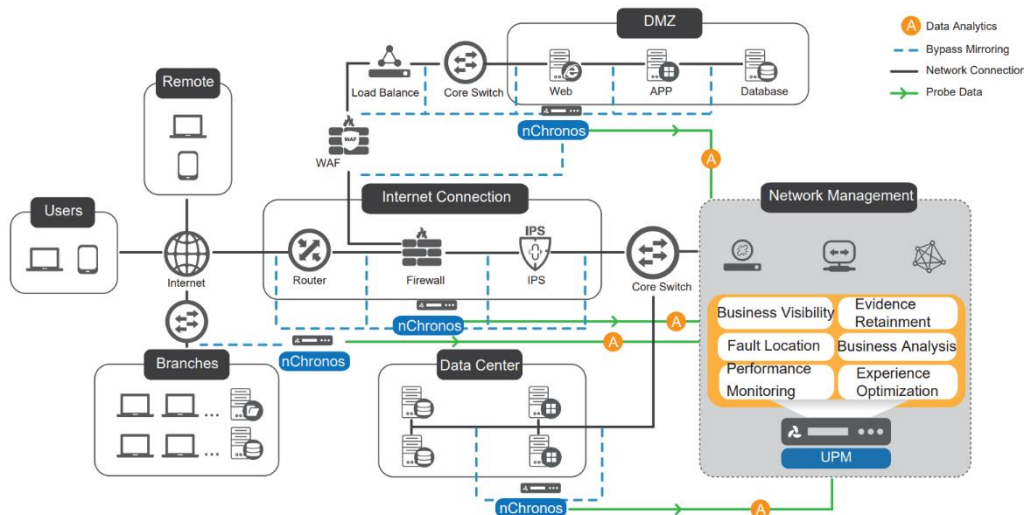 DMZ
A Data Analytics
Bypass Mirroring
Network Connection
Probe Data
Load Balance
Core Switch
Web
APP
Database
nChronos
A
Remote
WAF
WAF
Users
Internet
Internet Connection
Router
Firewall
IPS
IPS
Core Switch
nChronos
A
nChronos
A
Branches
...
...
Data Center
nChronos
A
Network Management
Business Visibility
Evidence
Retainment
Fault Location
Business Analysis
Performance
Monitoring
Experience
Optimization
UPM